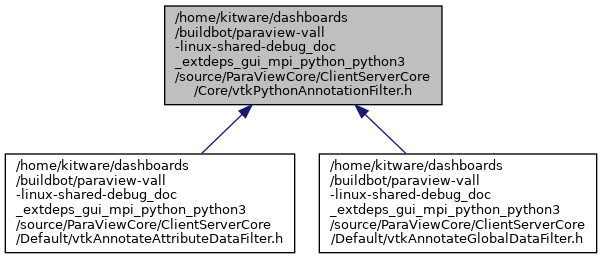 /home/kitware/dashboards
/buildbot/paraview-vall
-linux-shared-debug_doc
_extdeps_gui_mpi_python_python3
/source/ParaViewCore/ClientServerCore
/Core/vtkPythonAnnotationFilter.h
/home/kitware/dashboards
/buildbot/paraview-vall
-linux-shared-debug_doc
_extdeps_gui_mpi_python_python3
/source/ParaViewCore/ClientServerCore
/Default/vtkAnnotateAttributeDataFilter.h
/home/kitware/dashboards
/buildbot/paraview-vall
-linux-shared-debug_doc
_extdeps_gui_mpi_python_python3
/source/ParaViewCore/ClientServerCore
/Default/vtkAnnotateGlobalDataFilter.h